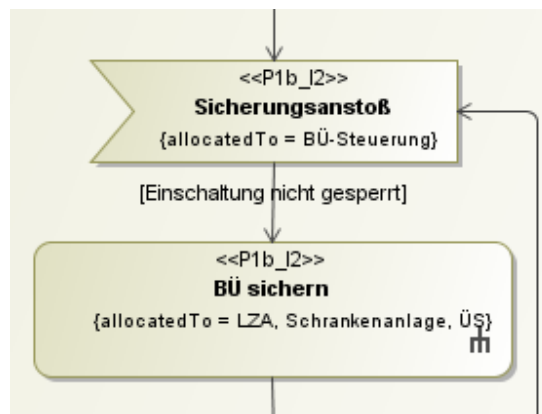 <<P1b_I2>>
Sicherungsanstoß
{allocatedTo = BÜ-Steuerung}
[Einschaltung nicht gesperrt]
<<P1b_I2>>
BÜ sichern
{allocatedTo = LZA, Schrankenanlage, ÜS}